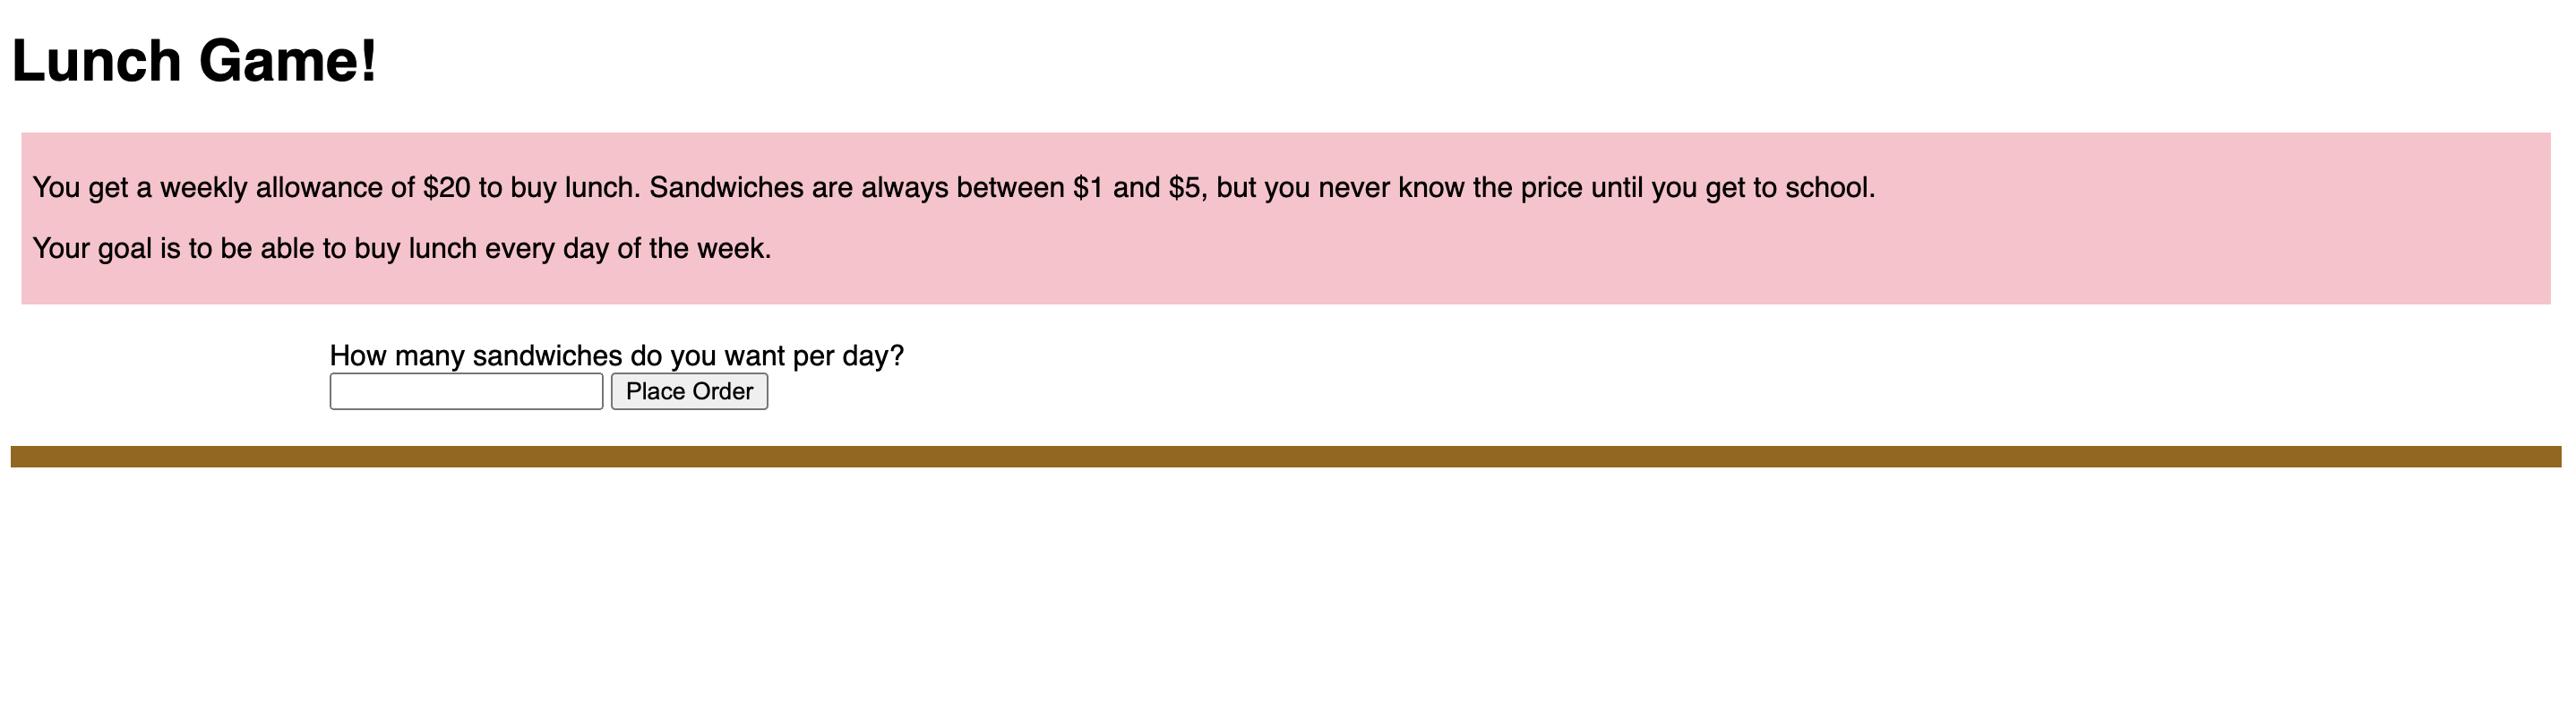 Lunch Game!
You get a weekly allowance of $20 to buy lunch. Sandwiches are always between $1 and $5, but you never know the price until you get to school.
Your goal is to be able to buy lunch every day of the week.
How many sandwiches do you want per day?
Place Order